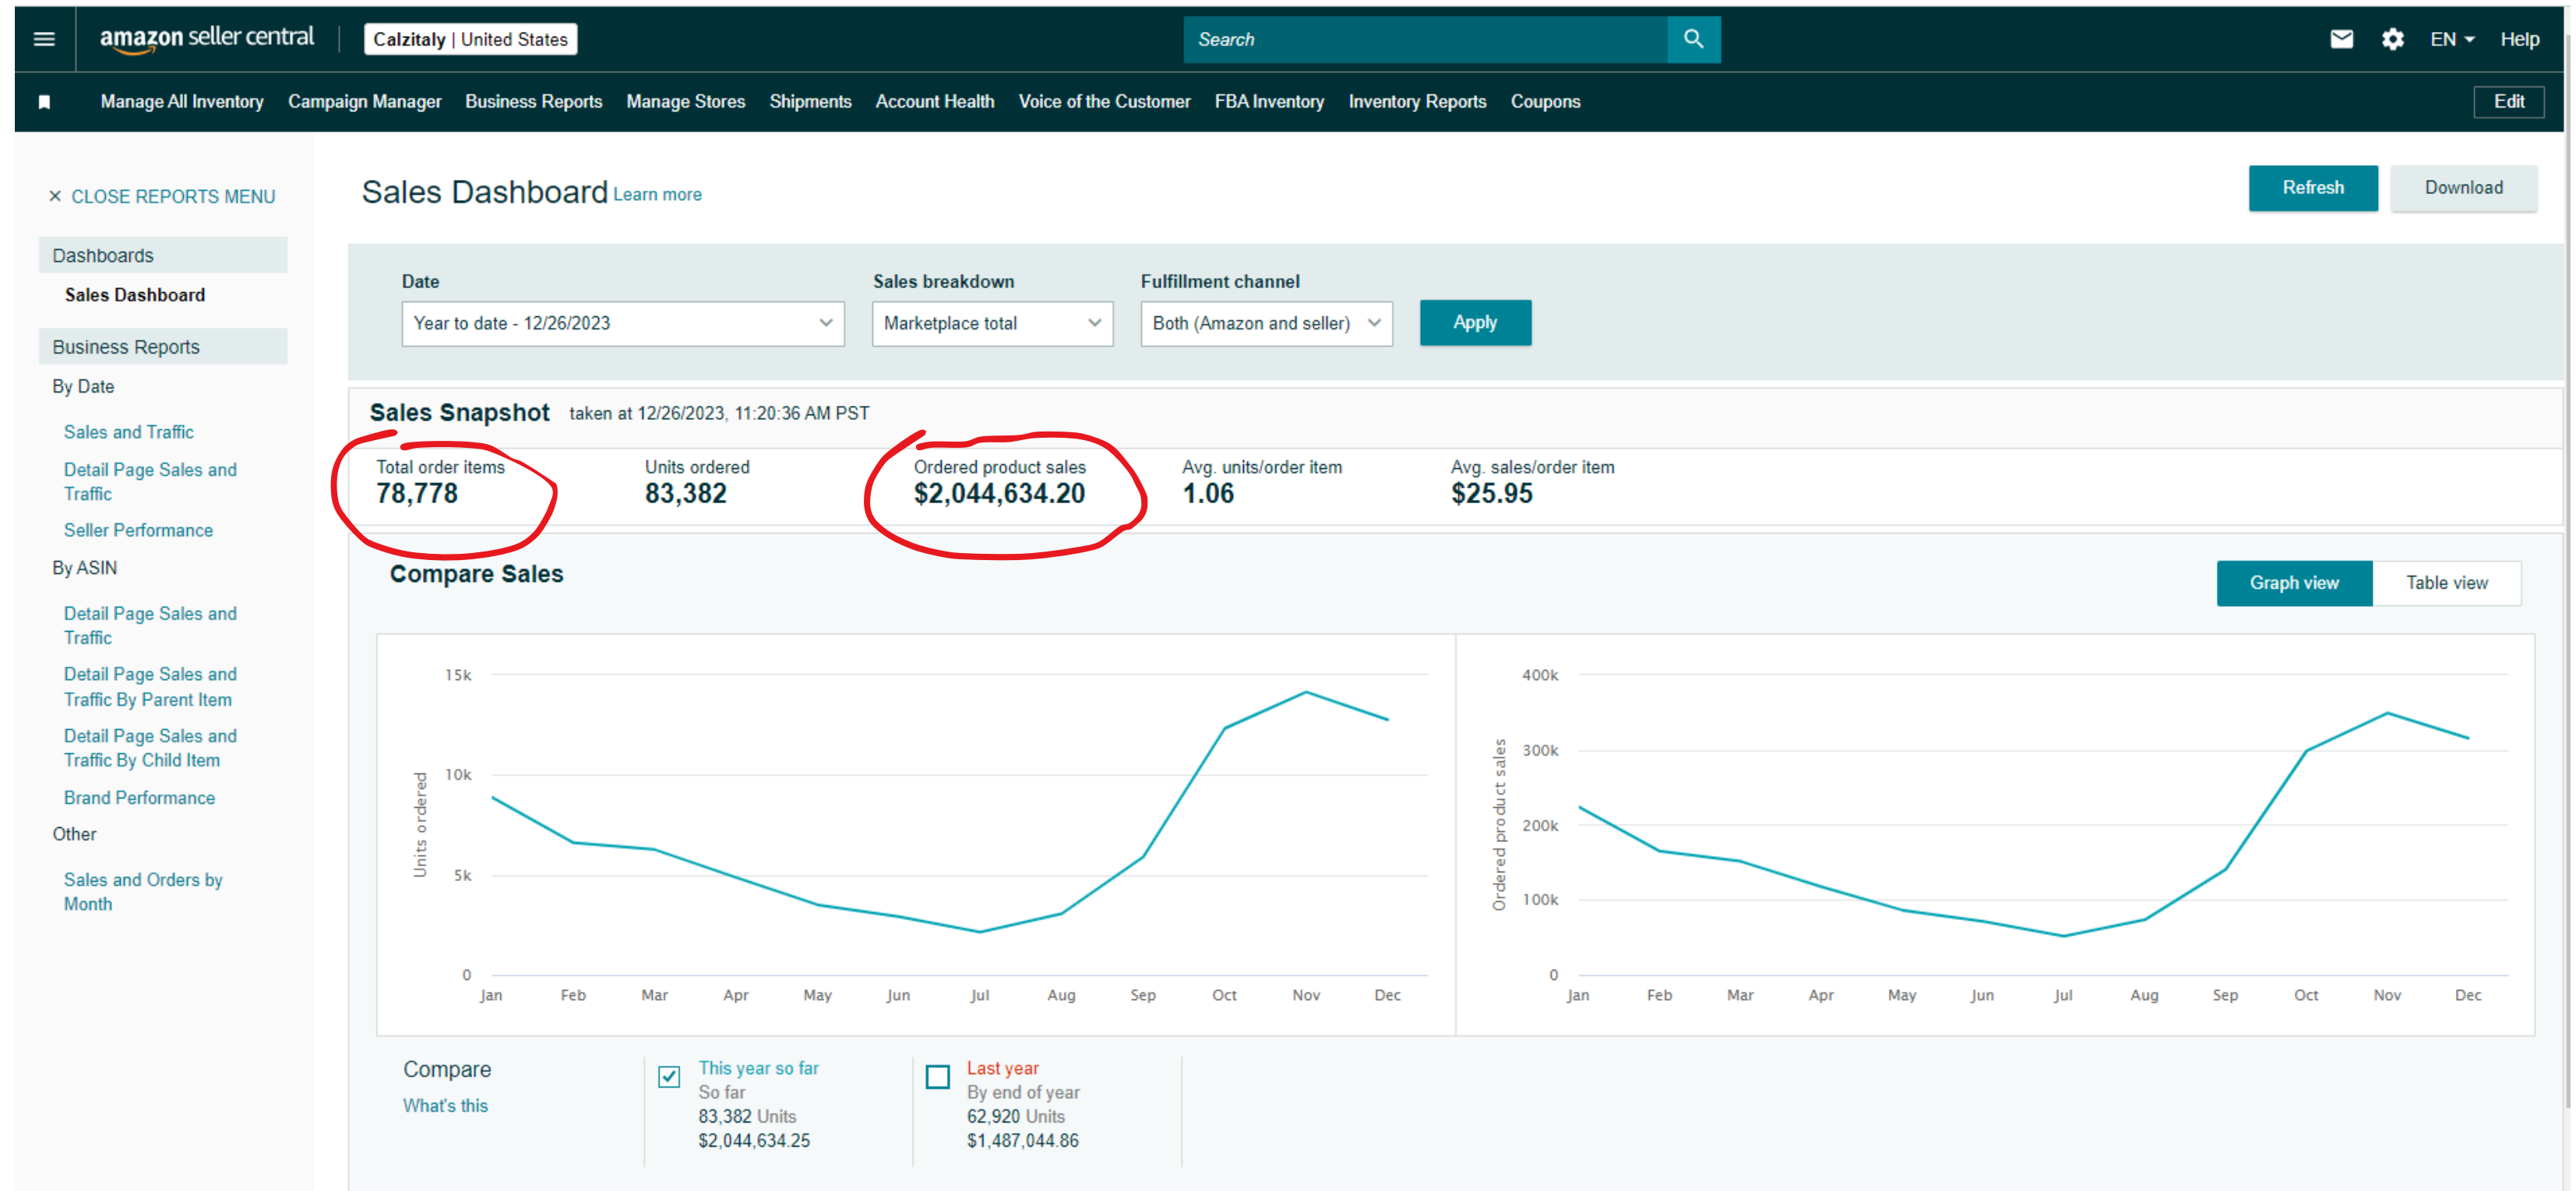 amazon seller central
Calzitaly | United States
Search
EN
Help
Manage All Inventory
Campaign Manager
Business Reports
Manage Stores
Shipments
Account Health
Voice of the Customer
FBA Inventory
Inventory Reports
Coupons
Edit
× CLOSE REPORTS MENU
Dashboards
Sales Dashboard
Business Reports
By Date
Sales and Traffic
Detail Page Sales and
Traffic
Seller Performance
By ASIN
Detail Page Sales and
Traffic
Detail Page Sales and
Traffic By Parent Item
Detail Page Sales and
Traffic By Child Item
Brand Performance
Other
Sales and Orders by
Month
Sales Dashboard Learn more
Refresh
Download
Date
Year to date - 12/26/2023
Sales breakdown
Marketplace total
Fulfillment channel
Both (Amazon and seller)
Apply
Sales Snapshot taken at 12/26/2023, 11:20:36 AM PST
Total order items
78,778
Units ordered
83,382
Ordered product sales
$2,044,634.20
Avg. units/order item
1.06
Avg. sales/order item
$25.95
Compare Sales
Graph view
Table view
Units ordered
15k
10k
5k
0
Jan Feb Mar Apr May Jun Jul Aug Sep Oct Nov Dec
Ordered product sales
400k
300k
200k
100k
0
Jan Feb Mar Apr May Jun Jul Aug Sep Oct Nov Dec
Compare
What's this
This year so far
So far
83,382 Units
$2,044,634.25
Last year
By end of year
62,920 Units
$1,487,044.86